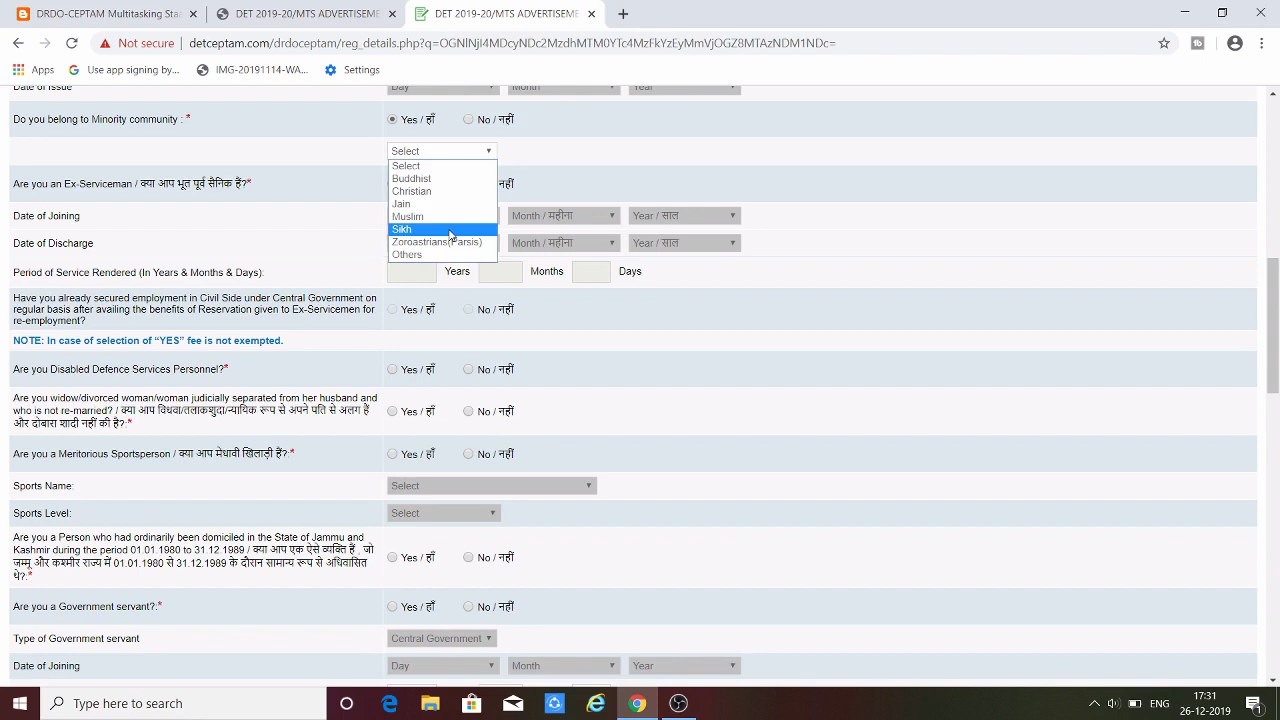 DRDO-CEPTAM Multitasking Sta
DET 2019-20/MTS ADVERTISEME
DET 2019-20/MTS ADVERTISEME
Not secure
detceptam.com/drdoceptam/reg_details.php?q=OGNlNjI4MDcyNDc2MzdhMTM0YTc4MzFkYzEyMmVjOGZ8MTAzNDM1NDc=
Apps
Use app signing by...
IMG-20191114-WA...
Settings
Date of Issue
Day
Month
Year
Do you belong to Minority community : *
Yes / हाँ
No / नहीं
Select
Select
Buddhist
Christian
Jain
Muslim
Sikh
Others
Are you an Ex-Serviceman / क्या आप भूत पूर्व सैनिक हैं?*
नहीं
Date of Joining
Month / महीना
Year / साल
Date of Discharge
Month / महीना
Year / साल
Period of Service Rendered (In Years & Months & Days):
Years
Months
Days
Have you already secured employment in Civil Side under Central Government on
regular basis after availing the benefits of Reservation given to Ex-Servicemen for
re-employment?
Yes / हाँ
No / नहीं
NOTE: In case of selection of “YES” fee is not exempted.
Are you Disabled Defence Services Personnel?*
Yes / हाँ
No / नहीं
Are you widow/divorced woman/woman judicially separated from her husband and
who is not re-married? / क्या आप विधवा/तलाकशुदा/न्यायिक रूप से अपने पति से अलग हैं
और दोबारा शादी नहीं की है?·*
Yes / हाँ
No / नहीं
Are you a Meritorious Sportsperson / क्या आप मेधावी खिलाड़ी हैं?·*
Yes / हाँ
No / नहीं
Sports Name:
Select
Sports Level:
Select
Are you a Person who had ordinarily been domiciled in the State of Jammu and
Kashmir during the period 01.01.1980 to 31.12.1989 / क्या आप एक ऐसे व्यक्ति हैं , जो
जम्मू और कश्मीर राज्य में 01.01.1980 से 31.12.1989 के दौरान सामान्य रूप से अधिवासित
थे?.*
Yes / हाँ
No / नहीं
Are you a Government servant?:*
Yes / हाँ
No / नहीं
Type of Government servant
Central Government
Date of Joining
Day
Month
Year
Type here to search
ENG
17:31
26-12-2019